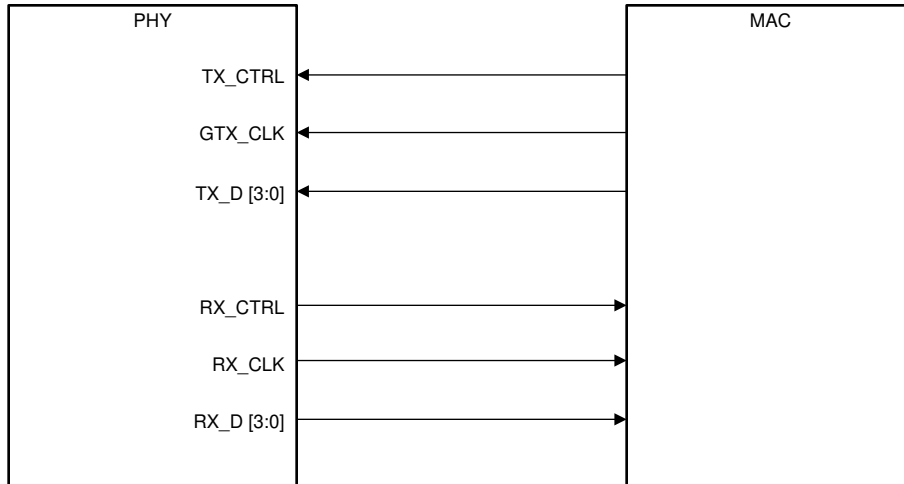 PHY
MAC
TX_CTRL
GTX_CLK
TX_D [3:0]
RX_CTRL
RX_CLK
RX_D [3:0]